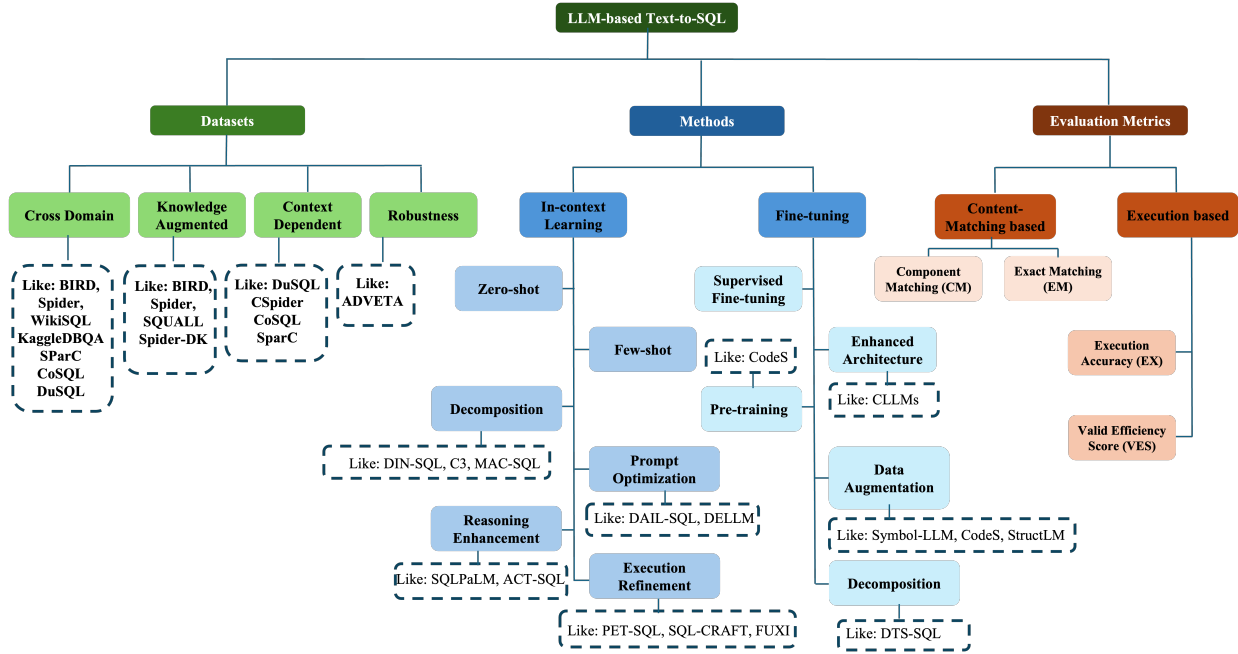 LLM-based Text-to-SQL
Datasets
Methods
Evaluation Metrics
Cross Domain
Knowledge
Augmented
Context
Dependent
Robustness
In-context
Learning
Fine-tuning
Content-
Matching based
Execution based
Like: BIRD,
Spider,
WikiSQL
KaggleDBQA
SParC
CoSQL
DuSQL
Like: BIRD,
Spider,
SQUALL
Spider-DK
Like: DuSQL
CSpider
CoSQL
SparC
Like:
ADVETA
Zero-shot
Few-shot
Decomposition
Like: DIN-SQL, C3, MAC-SQL
Prompt
Optimization
Like: DAIL-SQL, DELLM
Reasoning
Enhancement
Like: SQLPaLM, ACT-SQL
Execution
Refinement
Like: PET-SQL, SQL-CRAFT, FUXI
Supervised
Fine-tuning
Enhanced
Architecture
Like: CLLMs
Like: CodeS
Pre-training
Data
Augmentation
Like: Symbol-LLM, CodeS, StructLM
Decomposition
Like: DTS-SQL
Component
Matching (CM)
Exact Matching
(EM)
Execution
Accuracy (EX)
Valid Efficiency
Score (VES)